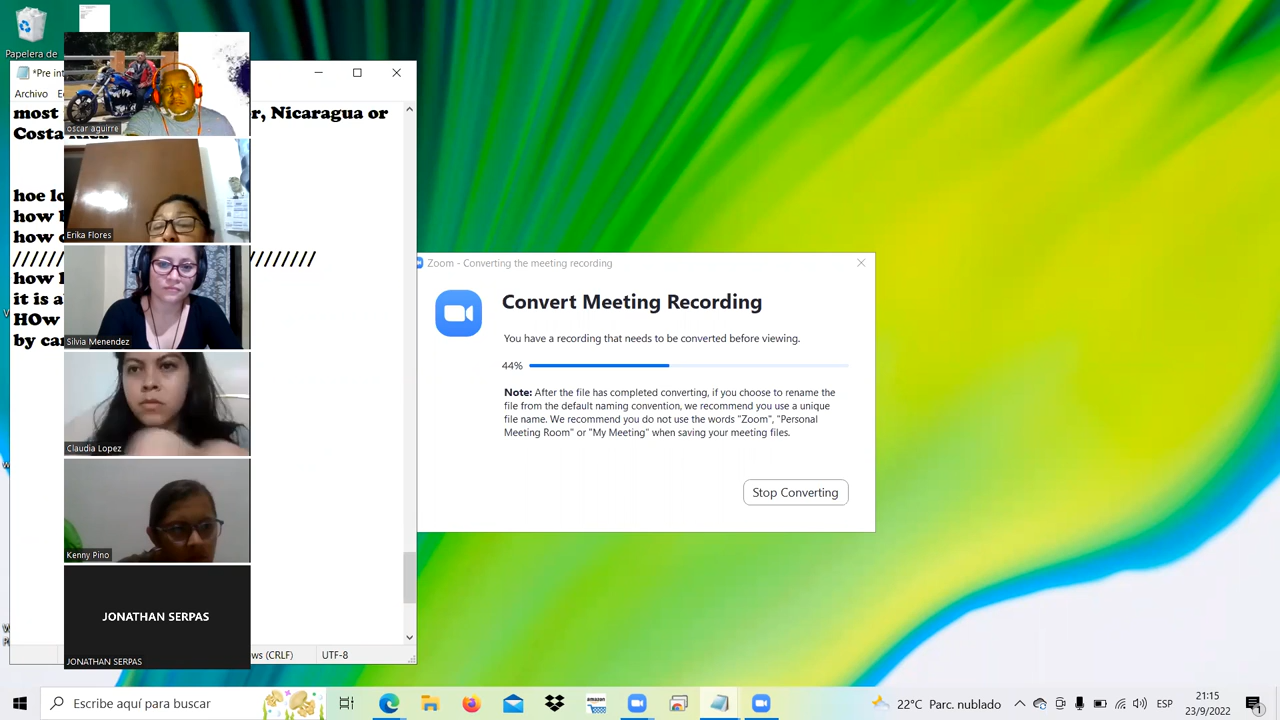 Papelera de
*Pre in
Archivo
most
r, Nicaragua or
Costa Rica
how
how
how
it is a
HOw
by ca
///////
/////////
oscar aguirre
Erika Flores
Silvia Menendez
Claudia Lopez
Kenny Pino
JONATHAN SERPAS
JONATHAN SERPAS
Zoom - Converting the meeting recording
Convert Meeting Recording
You have a recording that needs to be converted before viewing.
44%
Note: After the file has completed converting, if you choose to rename the
file from the default naming convention, we recommend you use a unique
file name. We recommend you do not use the words "Zoom", "Personal
Meeting Room" or "My Meeting" when saving your meeting files.
Stop Converting
ws (CRLF)
UTF-8
Escribe aquí para buscar
amazon
22°C Parc. nublado
ESP
21:15
23/9/2022
1